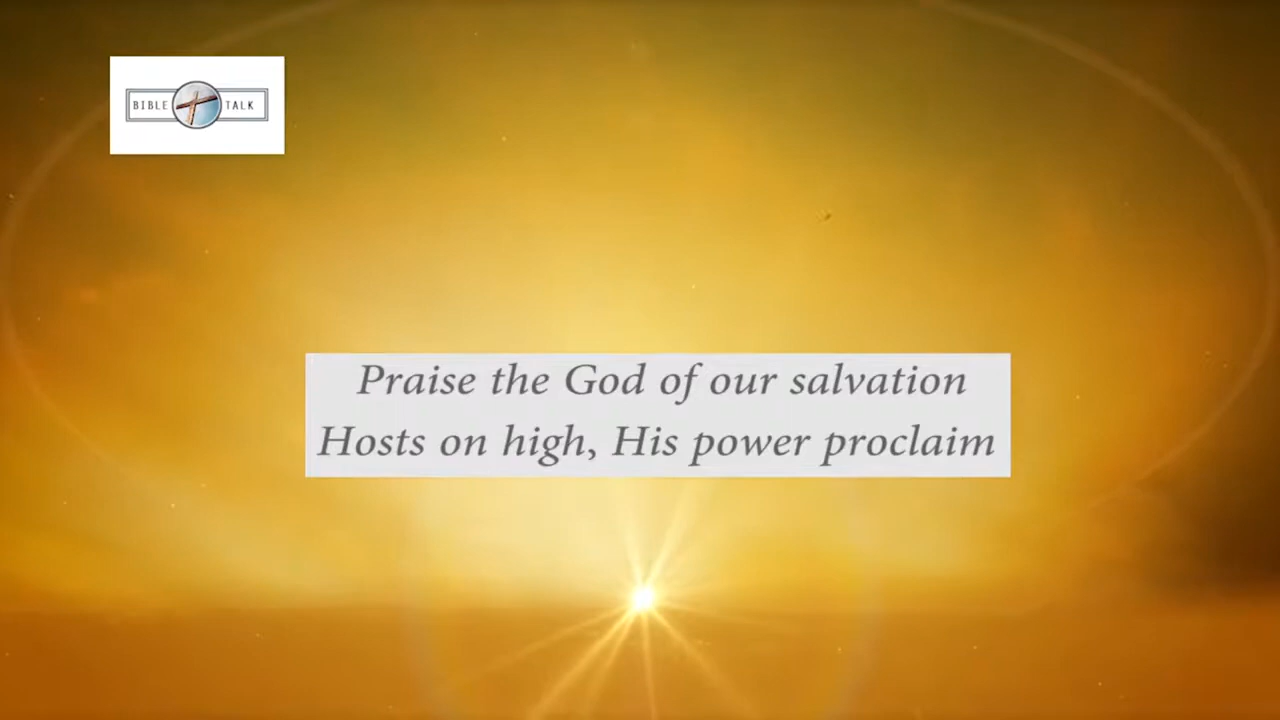 BIBLE TALK
Praise the God of our salvation
Hosts on high, His power proclaim